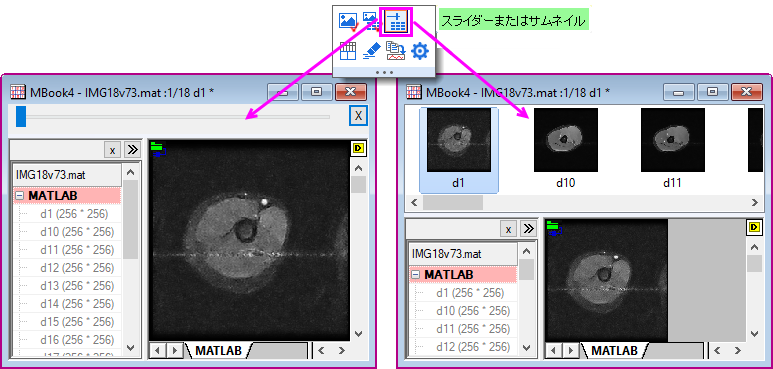 スライダーまたはサムネイル
MBook4 - IMG18v73.mat :1/18 d1 *
X
x
IMG18v73.mat
MATLAB
d1 (256 * 256)
d10 (256 * 256)
d11 (256 * 256)
d12 (256 * 256)
d13 (256 * 256)
d14 (256 * 256)
d15 (256 * 256)
d16 (256 * 256)
d17 (256 * 256)
D
MATLAB
MBook4 - IMG18v73.mat :1/18 d1 *
d1
d10
d11
x
IMG18v73.mat
MATLAB
d1 (256 * 256)
d10 (256 * 256)
d11 (256 * 256)
d12 (256 * 256)
D
MATLAB